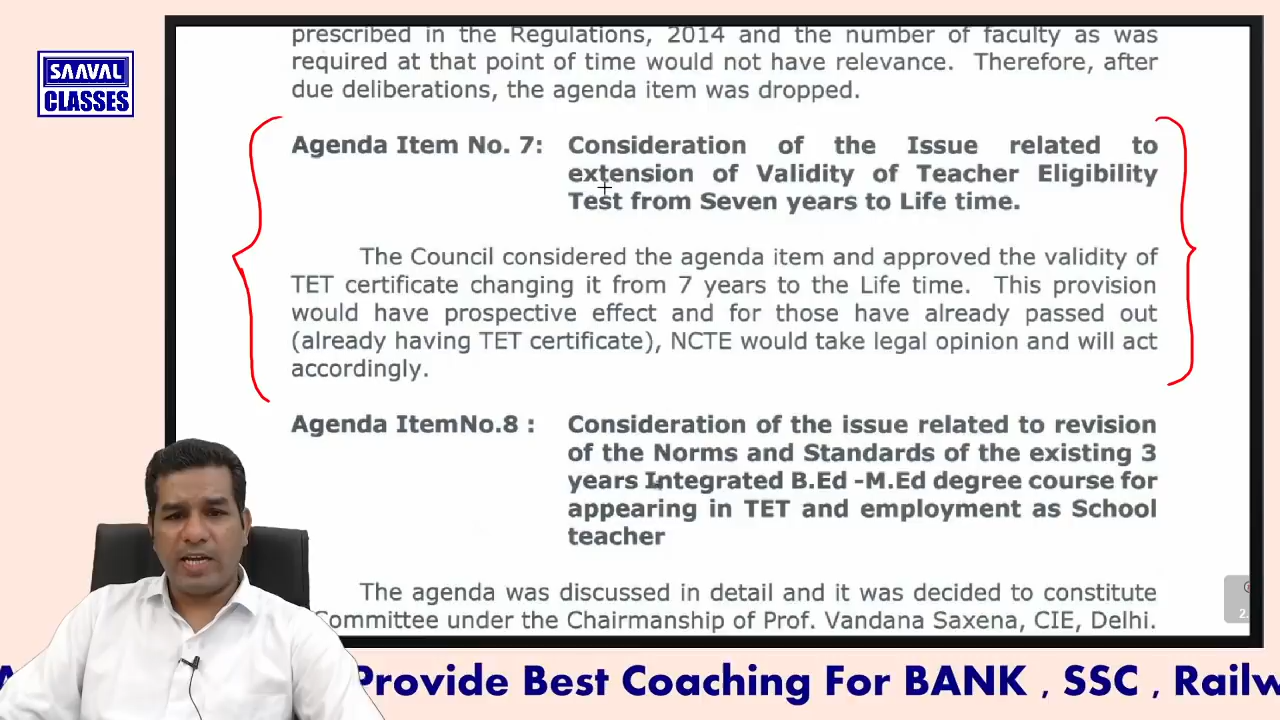 SAAVAL
CLASSES
prescribed in the Regulations, 2014 and the number of faculty as was
required at that point of time would not have relevance. Therefore, after
due deliberations, the agenda item was dropped.
Agenda Item No. 7: Consideration of the Issue related to
extension of Validity of Teacher Eligibility
Test from Seven years to Life time.
The Council considered the agenda item and approved the validity of
TET certificate changing it from 7 years to the Life time. This provision
would have prospective effect and for those have already passed out
(already having TET certificate), NCTE would take legal opinion and will act
accordingly.
Agenda ItemNo.8 : Consideration of the issue related to revision
of the Norms and Standards of the existing 3
years Integrated B.Ed -M.Ed degree course for
appearing in TET and employment as School
teacher
The agenda was discussed in detail and it was decided to constitute
Committee under the Chairmanship of Prof. Vandana Saxena, CIE, Delhi.
2.
Provide Best Coaching For BANK , SSC , Railw